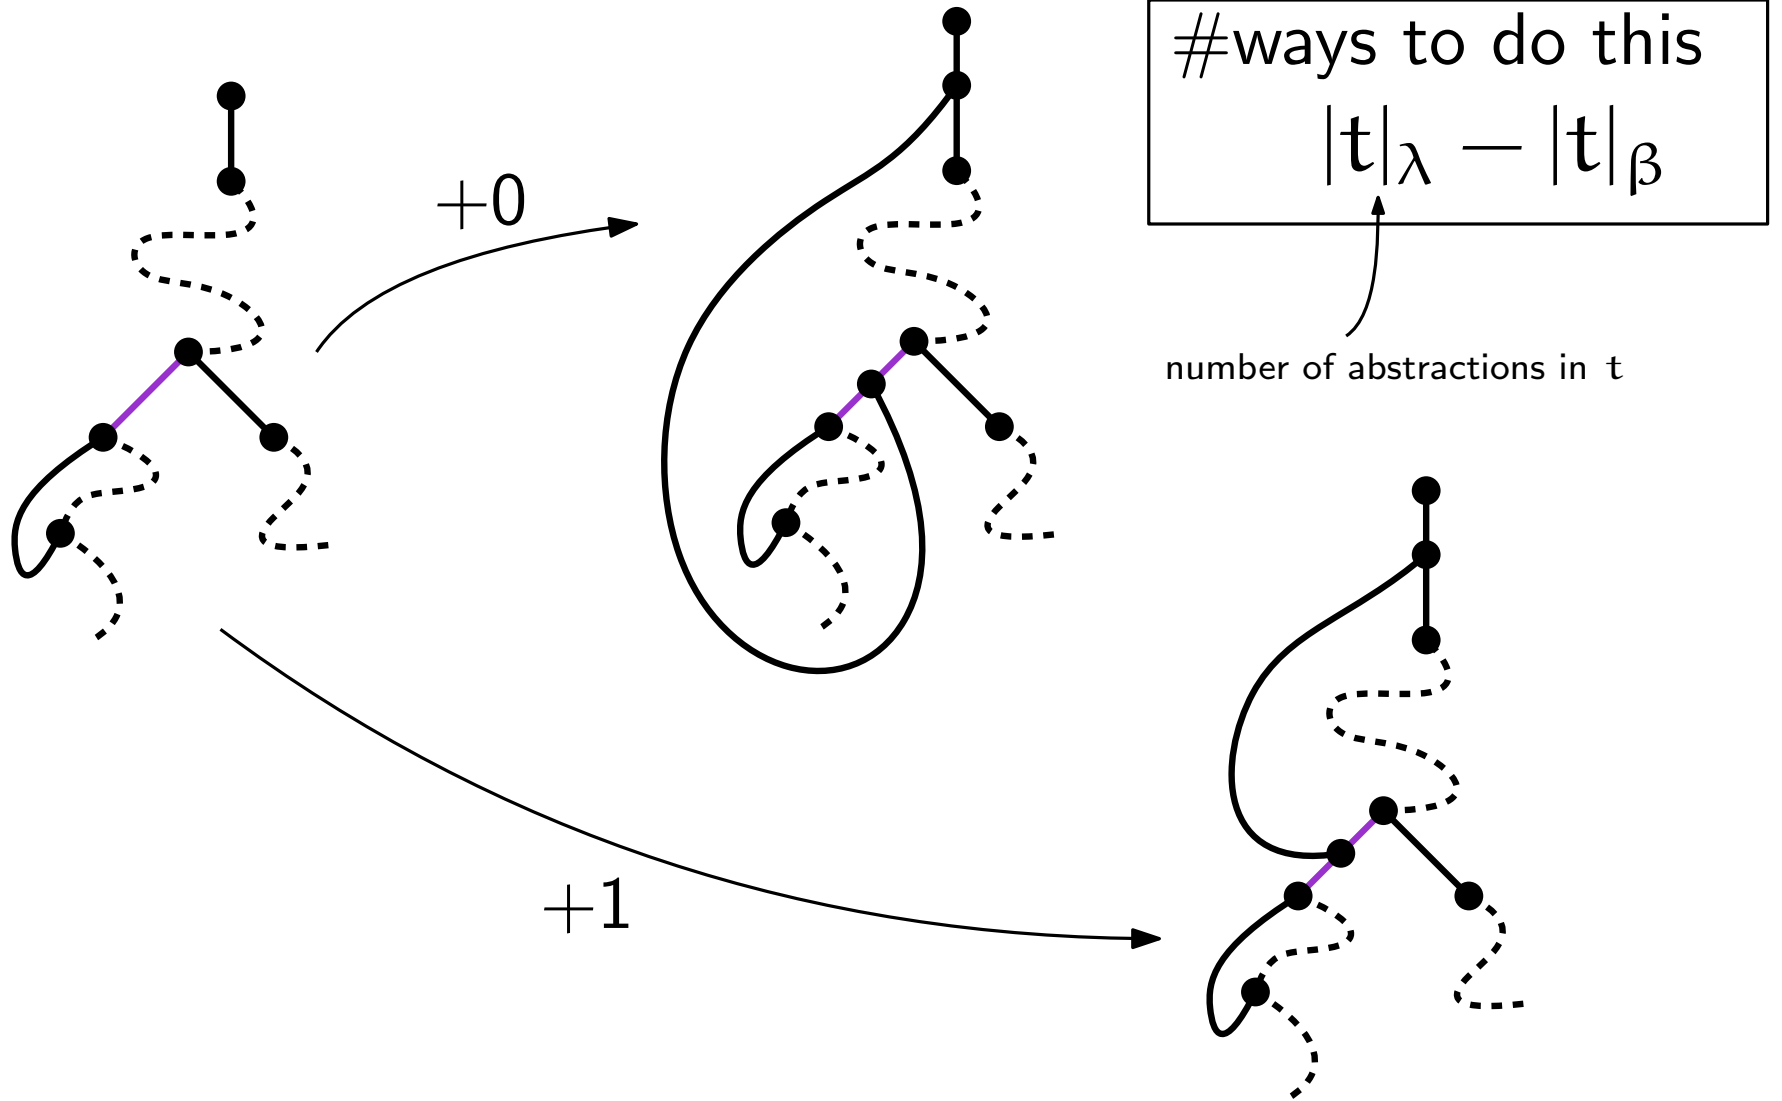 #ways to do this
|t|λ − |t|β
+0
number of abstractions in t
+1